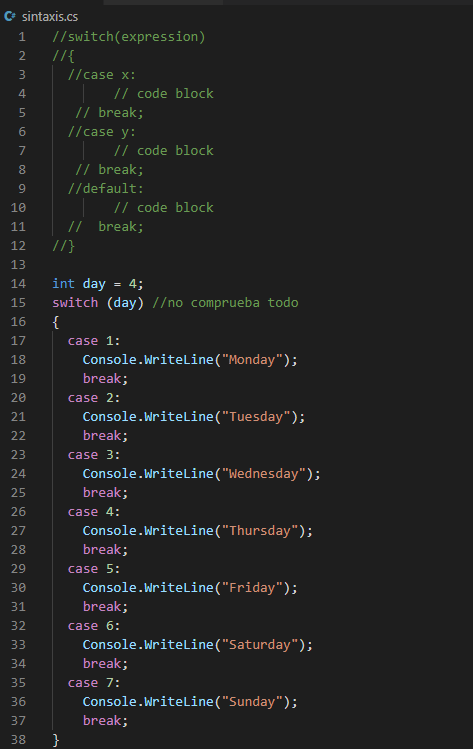 C# sintaxis.cs
1 //switch(expression)
2 //{
3 //case x:
4 // code block
5 // break;
6 //case y:
7 // code block
8 // break;
9 //default:
10 // code block
11 //  break;
12 //}
13
14 int day = 4;
15 switch (day) //no comprueba todo
16 {
17 case 1:
18 Console.WriteLine("Monday");
19 break;
20 case 2:
21 Console.WriteLine("Tuesday");
22 break;
23 case 3:
24 Console.WriteLine("Wednesday");
25 break;
26 case 4:
27 Console.WriteLine("Thursday");
28 break;
29 case 5:
30 Console.WriteLine("Friday");
31 break;
32 case 6:
33 Console.WriteLine("Saturday");
34 break;
35 case 7:
36 Console.WriteLine("Sunday");
37 break;
38 }